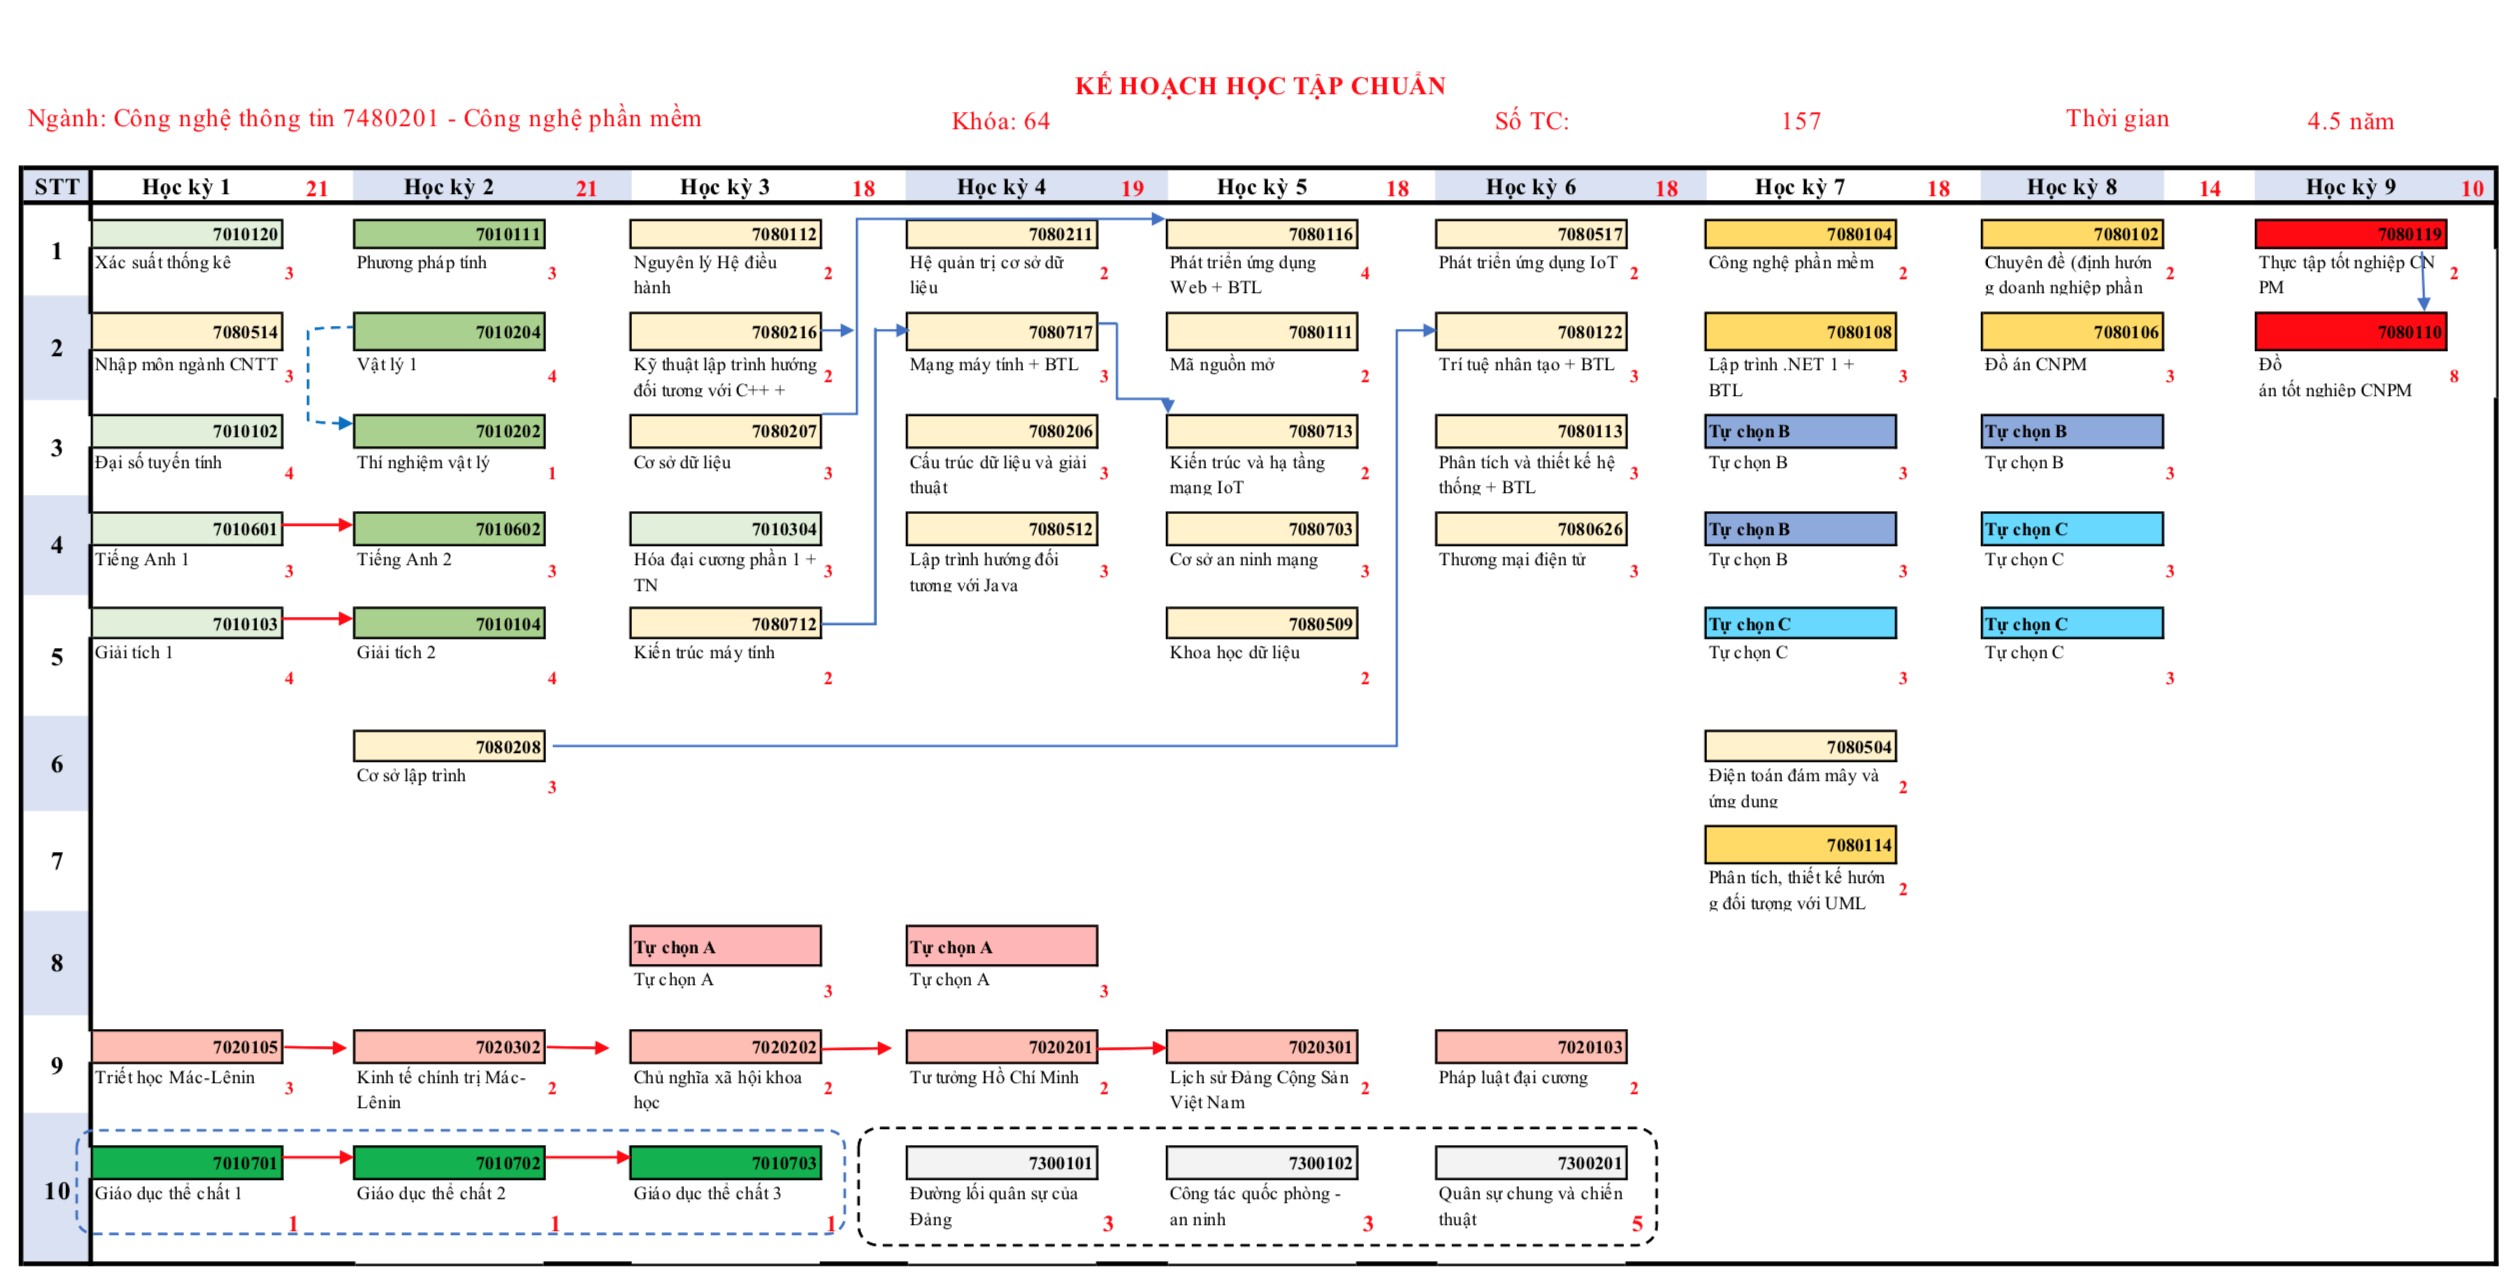 KẾ HOẠCH HỌC TẬP CHUẨN
Ngành: Công nghệ thông tin 7480201 - Công nghệ phần mềm Khóa: 64 Số TC: 157 Thời gian 4.5 năm
STT Học kỳ 1 21 Học kỳ 2 21 Học kỳ 3 18 Học kỳ 4 19 Học kỳ 5 18 Học kỳ 6 18 Học kỳ 7 18 Học kỳ 8 14 Học kỳ 9 10
1
7010120 7010111 7080112 7080211 7080116 7080517 7080104 7080102 7080119
Xác suất thống kê 3 Phương pháp tính 3 Nguyên lý Hệ điều 2 Hệ quản trị cơ sở dữ 2 Phát triển ứng dụng 4 Phát triển ứng dụng IoT 2 Công nghệ phần mềm 2 Chuyên đề (định hướn 2 Thực tập tốt nghiệp CN 2
hành liệu Web + BTL g doanh nghiệp phần PM
2
7080514 7010204 7080216 7080717 7080111 7080122 7080108 7080106 7080110
Nhập môn ngành CNTT 3 Vật lý 1 4 Kỹ thuật lập trình hướng 2 Mạng máy tính + BTL 3 Mã nguồn mở 2 Trí tuệ nhân tạo + BTL 3 Lập trình .NET 1 + 3 Đồ án CNPM 3 Đồ 8
đối tượng với C++ + BTL án tốt nghiệp CNPM
3
7010102 7010202 7080207 7080206 7080713 7080113 Tự chọn B Tự chọn B
Đại số tuyến tính 4 Thí nghiệm vật lý 1 Cơ sở dữ liệu 3 Cấu trúc dữ liệu và giải 3 Kiến trúc và hạ tầng 2 Phân tích và thiết kế hệ 3 Tự chọn B 3 Tự chọn B 3
thuật mạng IoT thống + BTL
4
7010601 7010602 7010304 7080512 7080703 7080626 Tự chọn B Tự chọn C
Tiếng Anh 1 3 Tiếng Anh 2 3 Hóa đại cương phần 1 + 3 Lập trình hướng đối 3 Cơ sở an ninh mạng 3 Thương mại điện tử 3 Tự chọn B 3 Tự chọn C 3
TN tượng với Java
5
7010103 7010104 7080712 7080509 Tự chọn C Tự chọn C
Giải tích 1 4 Giải tích 2 4 Kiến trúc máy tính 2 Khoa học dữ liệu 2 Tự chọn C 3 Tự chọn C 3
6
7080208 7080504
Cơ sở lập trình 3 Điện toán đám mây và 2
ứng dụng
7
7080114
Phân tích, thiết kế hướn 2
g đối tượng với UML
8
Tự chọn A Tự chọn A
Tự chọn A 3 Tự chọn A 3
9
7020105 7020302 7020202 7020201 7020301 7020103
Triết học Mác-Lênin 3 Kinh tế chính trị Mác- 2 Chủ nghĩa xã hội khoa 2 Tư tưởng Hồ Chí Minh 2 Lịch sử Đảng Cộng Sản 2 Pháp luật đại cương 2
Lênin học Việt Nam
10
7010701 7010702 7010703 7300101 7300102 7300201
Giáo dục thể chất 1 1 Giáo dục thể chất 2 1 Giáo dục thể chất 3 1 Đường lối quân sự của 3 Công tác quốc phòng - 3 Quân sự chung và chiến 5
Đảng an ninh thuật